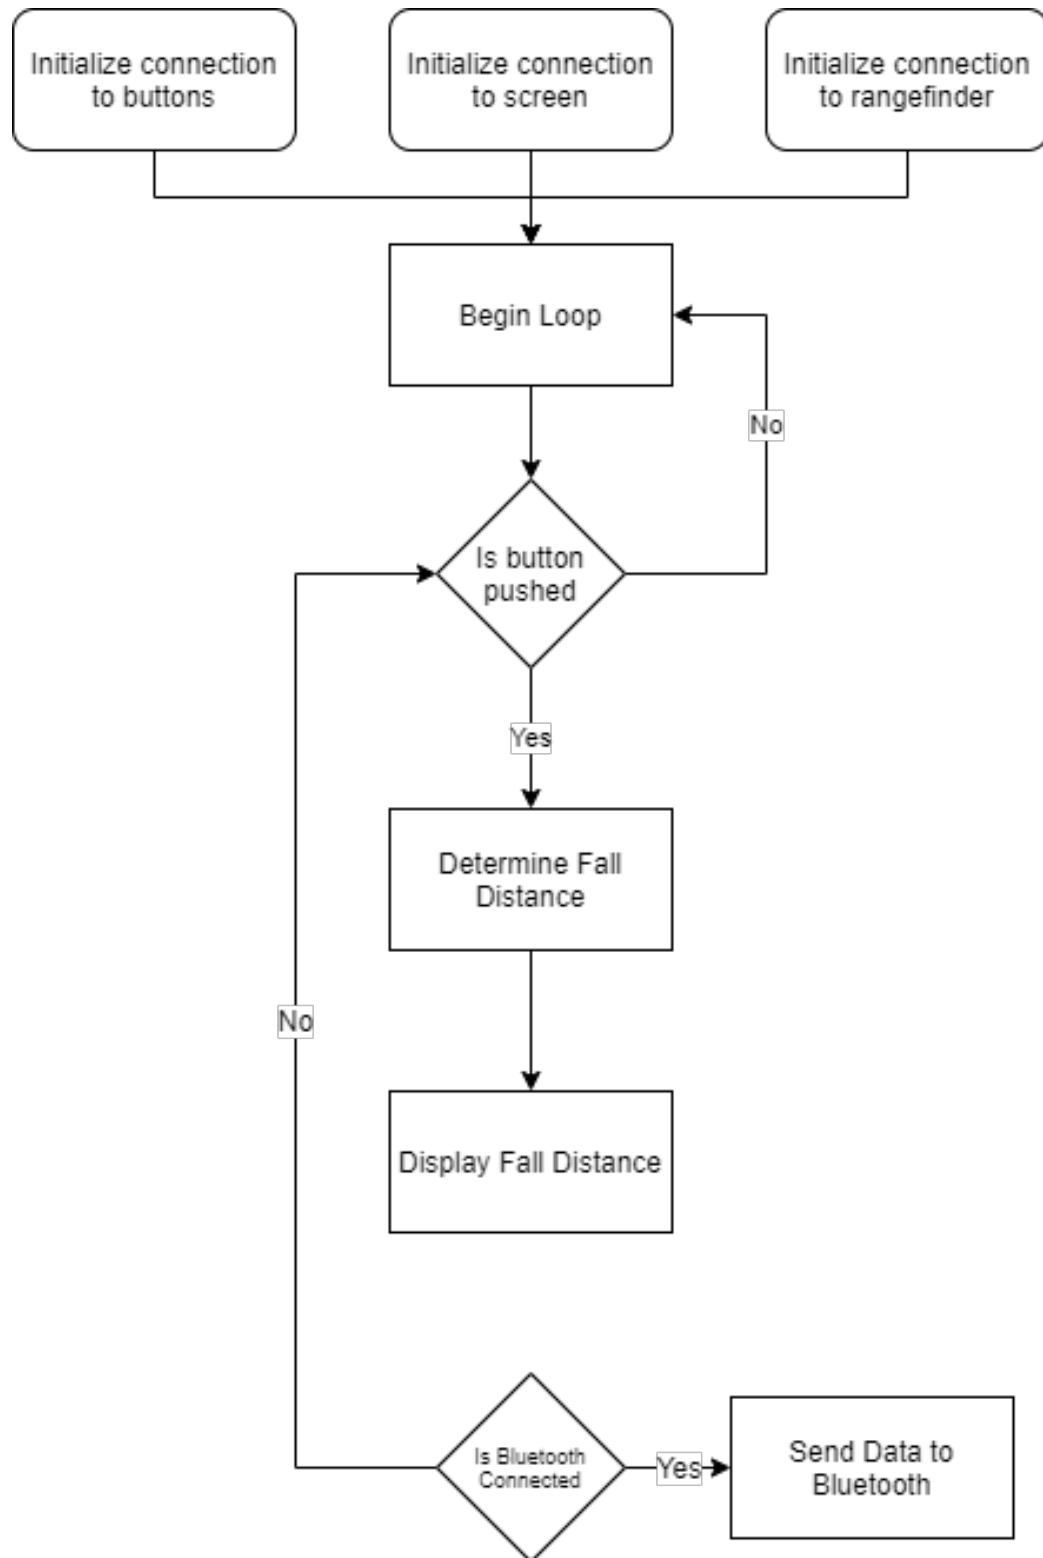 Initialize connection
to buttons
Initialize connection
to screen
Initialize connection
to rangefinder
Begin Loop
No
Is button
pushed
Yes
Determine Fall
Distance
No
Display Fall Distance
Is Bluetooth
Connected
Yes
Send Data to
Bluetooth